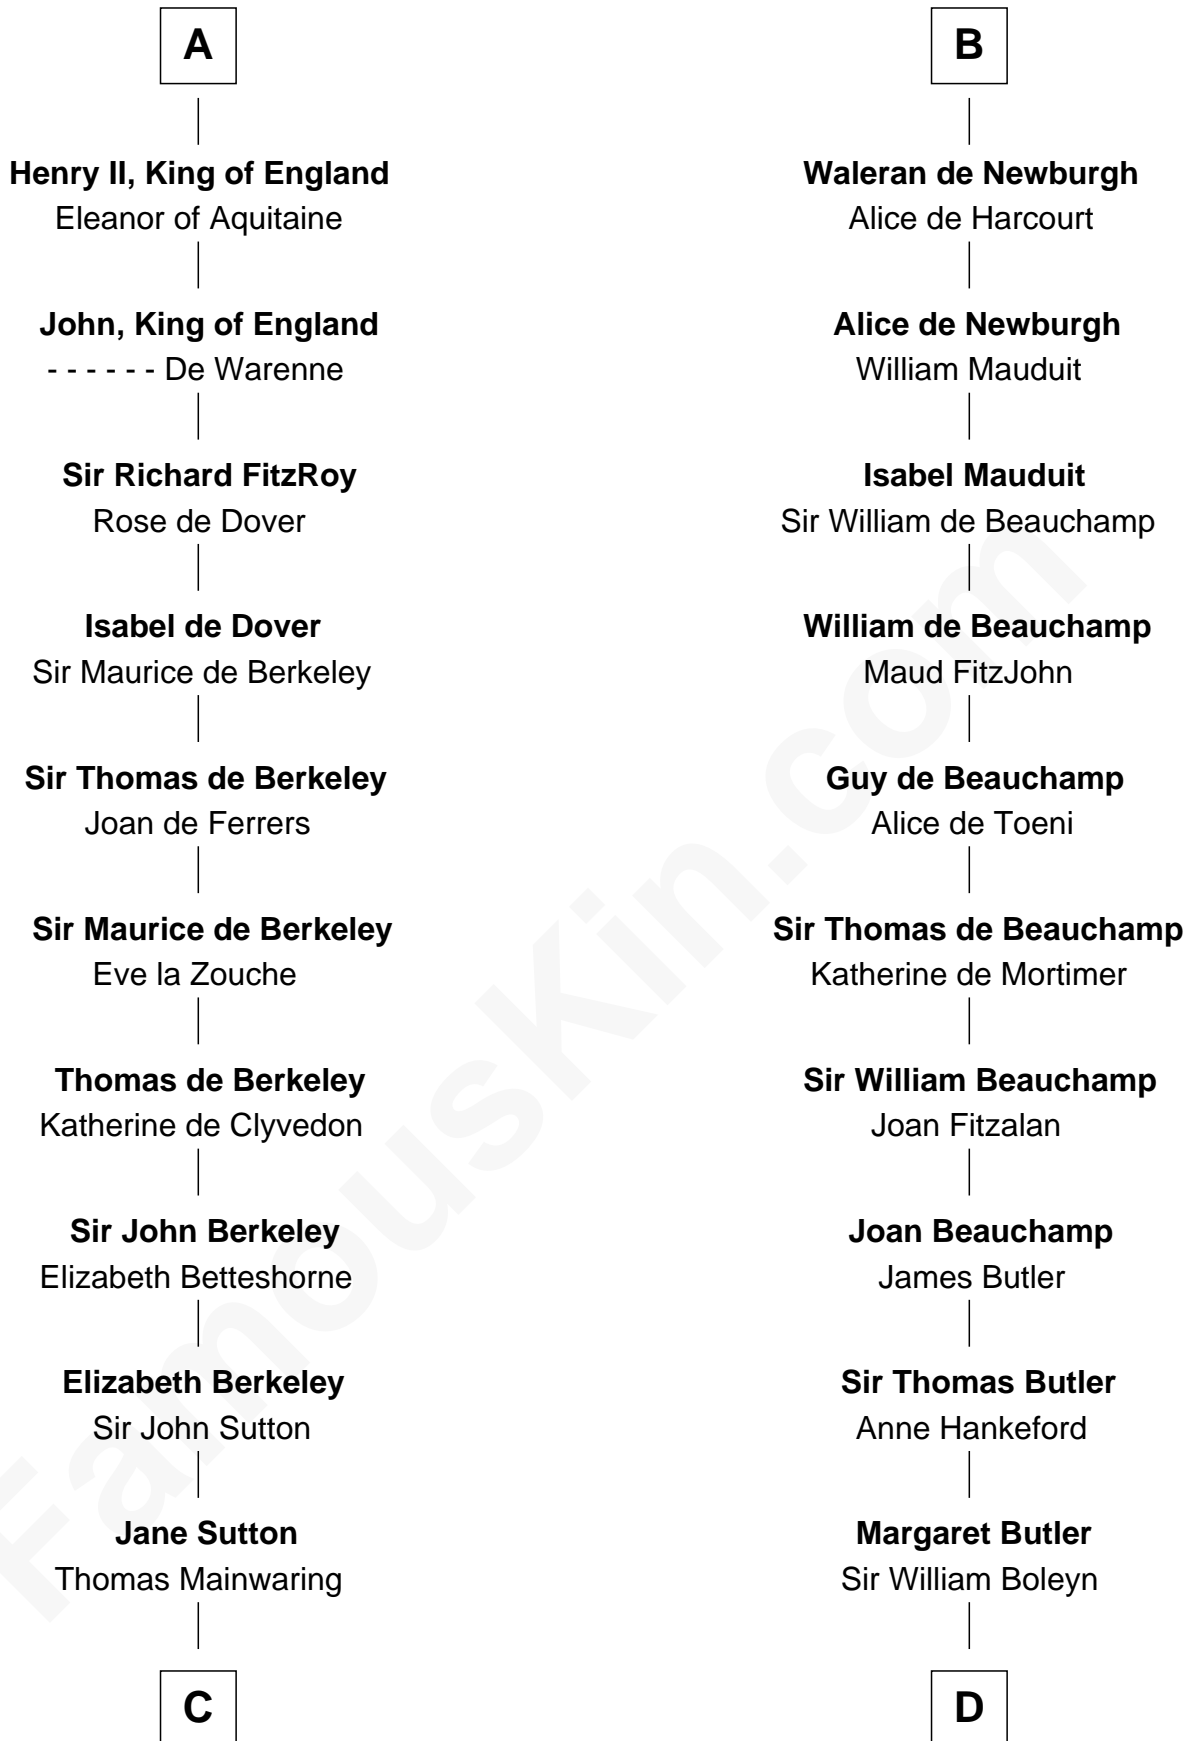 A
Henry II, King of England
Eleanor of Aquitaine
John, King of England
- - - - - - De Warenne
Sir Richard FitzRoy
Rose de Dover
Isabel de Dover
Sir Maurice de Berkeley
Sir Thomas de Berkeley
Joan de Ferrers
Sir Maurice de Berkeley
Eve la Zouche
Thomas de Berkeley
Katherine de Clyvedon
Sir John Berkeley
Elizabeth Betteshorne
Elizabeth Berkeley
Sir John Sutton
Jane Sutton
Thomas Mainwaring
C
B
Waleran de Newburgh
Alice de Harcourt
Alice de Newburgh
William Mauduit
Isabel Mauduit
Sir William de Beauchamp
William de Beauchamp
Maud FitzJohn
Guy de Beauchamp
Alice de Toeni
Sir Thomas de Beauchamp
Katherine de Mortimer
Sir William Beauchamp
Joan Fitzalan
Joan Beauchamp
James Butler
Sir Thomas Butler
Anne Hankeford
Margaret Butler
Sir William Boleyn
D
FamousKin.com